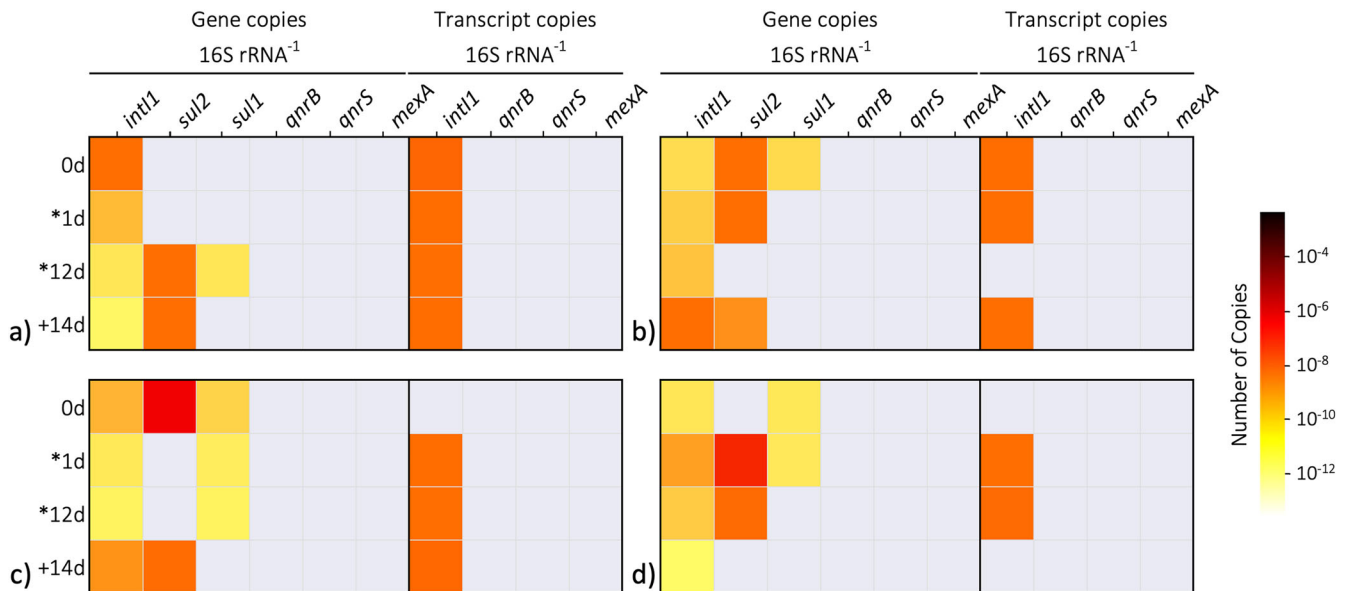 Gene copies Transcript copies Gene copies Transcript copies
16S rRNA⁻¹ 16S rRNA⁻¹ 16S rRNA⁻¹ 16S rRNA⁻¹
intI1 sul2 sul1 qnrB qnrS mexA intI1 qnrB qnrS mexA intI1 sul2 sul1 qnrB qnrS mexA intI1 qnrB qnrS mexA
0d
*1d
*12d
+14d
a) b)
0d
*1d
*12d
+14d
c) d)
Number of Copies
10⁻⁴
10⁻⁶
10⁻⁸
10⁻¹⁰
10⁻¹²